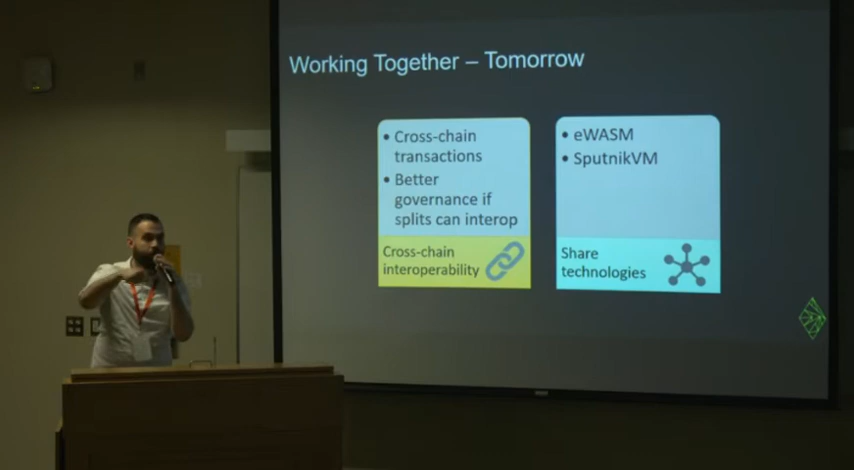 Working Together – Tomorrow
• Cross-chain
transactions
• Better
governance if
splits can interop
Cross-chain
interoperability
• eWASM
• SputnikVM
Share
technologies